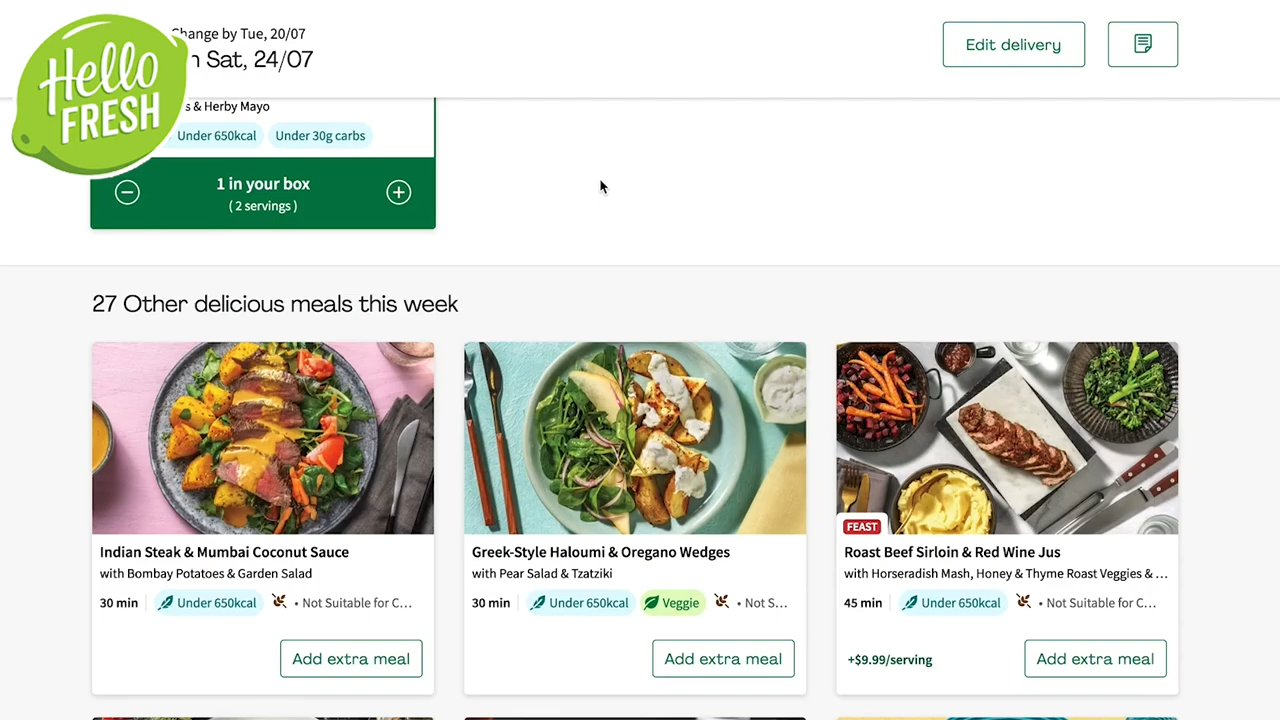 Hello
FRESH
Change by Tue, 20/07
Sat, 24/07
Edit delivery
s & Herby Mayo
Under 650kcal
Under 30g carbs
1 in your box
( 2 servings )
27 Other delicious meals this week
Indian Steak & Mumbai Coconut Sauce
with Bombay Potatoes & Garden Salad
30 min
Under 650kcal
• Not Suitable for C...
Add extra meal
Greek-Style Haloumi & Oregano Wedges
with Pear Salad & Tzatziki
30 min
Under 650kcal
Veggie
• Not S...
Add extra meal
FEAST
Roast Beef Sirloin & Red Wine Jus
with Horseradish Mash, Honey & Thyme Roast Veggies & ...
45 min
Under 650kcal
• Not Suitable for C...
+$9.99/serving
Add extra meal